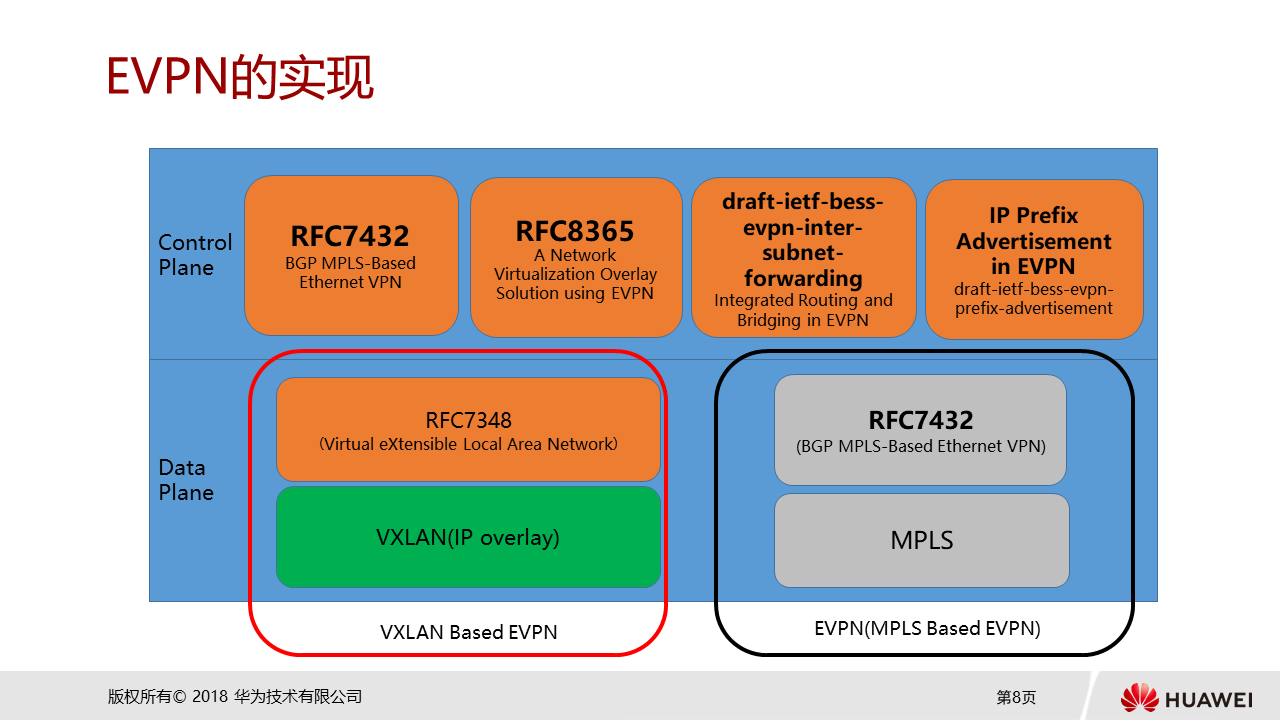 EVPN的实现
Control
Plane
RFC7432
BGP MPLS-Based
Ethernet VPN
RFC8365
A Network
Virtualization Overlay
Solution using EVPN
draft-ietf-bess-
evpn-inter-
subnet-
forwarding
Integrated Routing and
Bridging in EVPN
IP Prefix
Advertisement
in EVPN
draft-ietf-bess-evpn-
prefix-advertisement
Data
Plane
RFC7348
(Virtual eXtensible Local Area Network)
VXLAN(IP overlay)
VXLAN Based EVPN
RFC7432
(BGP MPLS-Based Ethernet VPN)
MPLS
EVPN(MPLS Based EVPN)
版权所有© 2018 华为技术有限公司
第8页
HUAWEI